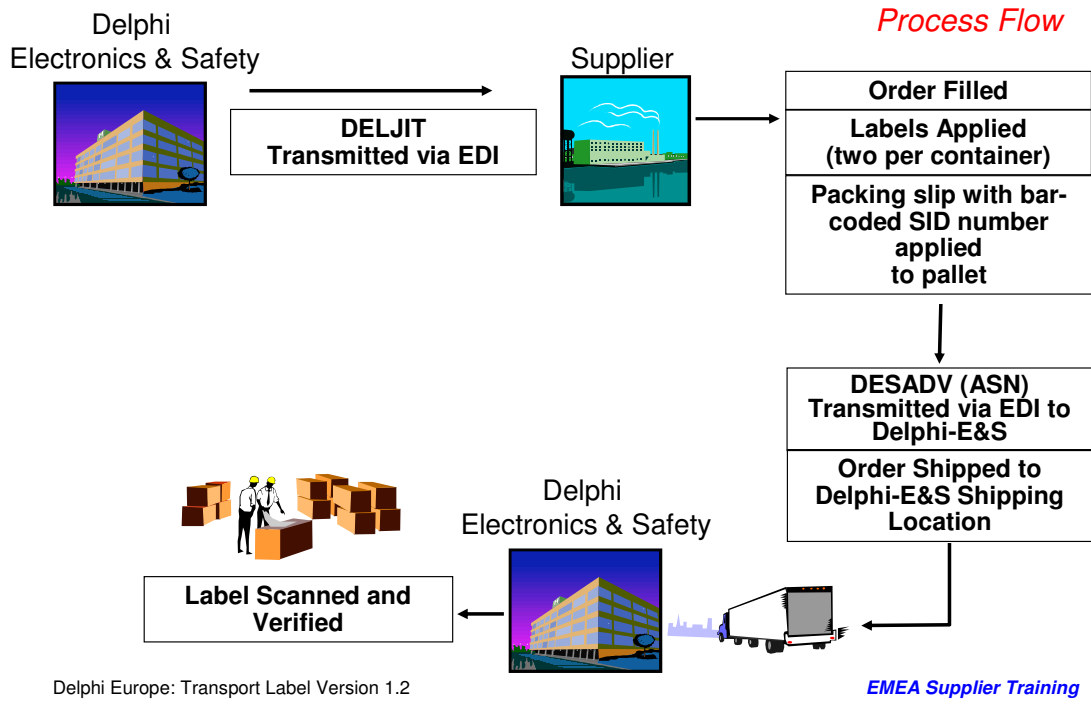 Process Flow
Delphi
Electronics & Safety
DELJIT
Transmitted via EDI
Supplier
Order Filled
Labels Applied
(two per container)
Packing slip with bar-
coded SID number
applied
to pallet
DESADV (ASN)
Transmitted via EDI to
Delphi-E&S
Order Shipped to
Delphi-E&S Shipping
Location
Delphi
Electronics & Safety
Label Scanned and
Verified
Delphi Europe: Transport Label Version 1.2
EMEA Supplier Training